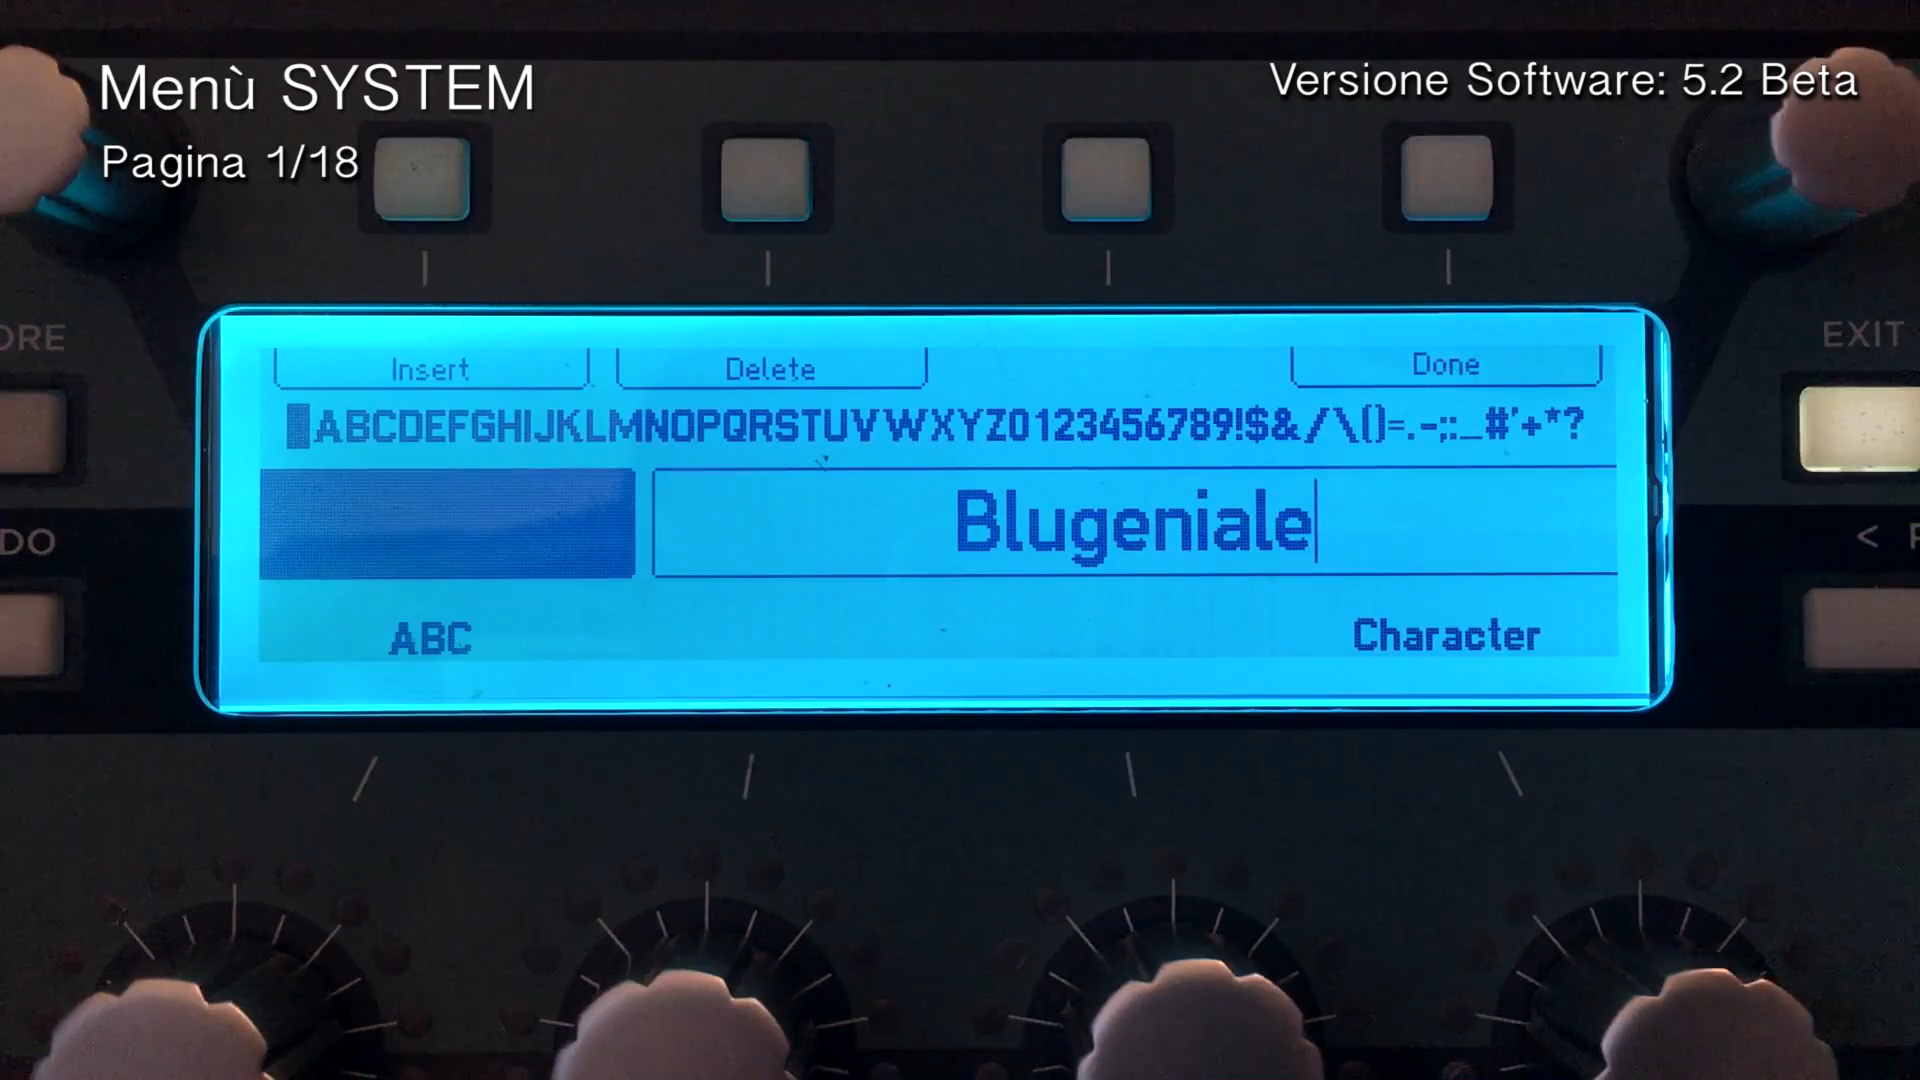 Menù SYSTEM
Versione Software: 5.2 Beta
Pagina 1/18
ORE
EXIT
Insert Delete Done
ABCDEFGHIJKLMNOPQRSTUVWXYZ0123456789!$&/\()=.-;:_#'+*?
Blugeniale
DO
<
ABC
Character